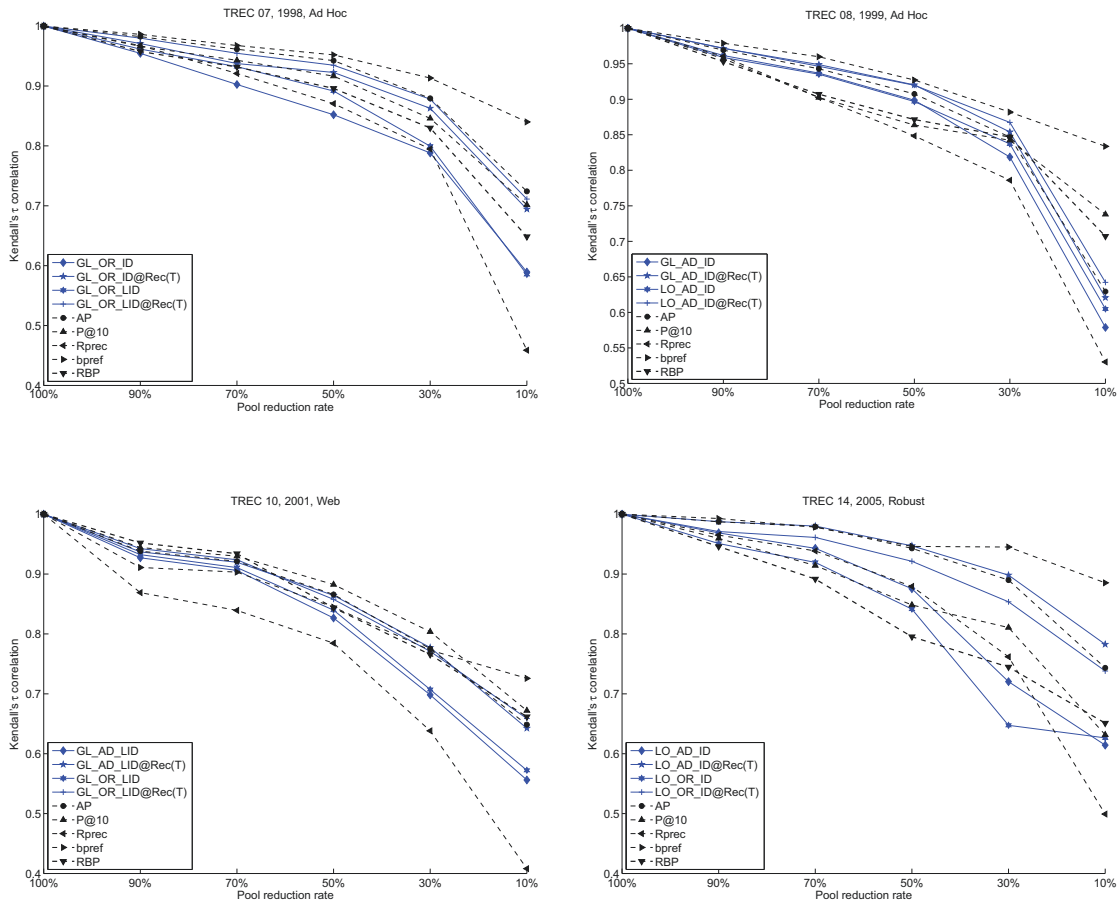 TREC 07, 1998, Ad Hoc
1
0.9
0.8
0.7
0.6
0.5
0.4
Kendall's τ correlation
GL_OR_ID
GL_OR_ID@Rec(T)
GL_OR_LID
GL_OR_LID@Rec(T)
AP
P@10
Rprec
bpref
RBP
100% 90% 70% 50% 30% 10%
Pool reduction rate
TREC 08, 1999, Ad Hoc
1
0.95
0.9
0.85
0.8
0.75
0.7
0.65
0.6
0.55
0.5
Kendall's τ correlation
GL_AD_ID
GL_AD_ID@Rec(T)
LO_AD_ID
LO_AD_ID@Rec(T)
AP
P@10
Rprec
bpref
RBP
100% 90% 70% 50% 30% 10%
Pool reduction rate
TREC 10, 2001, Web
1
0.9
0.8
0.7
0.6
0.5
0.4
Kendall's τ correlation
GL_AD_LID
GL_AD_LID@Rec(T)
GL_OR_LID
GL_OR_LID@Rec(T)
AP
P@10
Rprec
bpref
RBP
100% 90% 70% 50% 30% 10%
Pool reduction rate
TREC 14, 2005, Robust
1
0.9
0.8
0.7
0.6
0.5
0.4
Kendall's τ correlation
LO_AD_ID
LO_AD_ID@Rec(T)
LO_OR_ID
LO_OR_ID@Rec(T)
AP
P@10
Rprec
bpref
RBP
100% 90% 70% 50% 30% 10%
Pool reduction rate